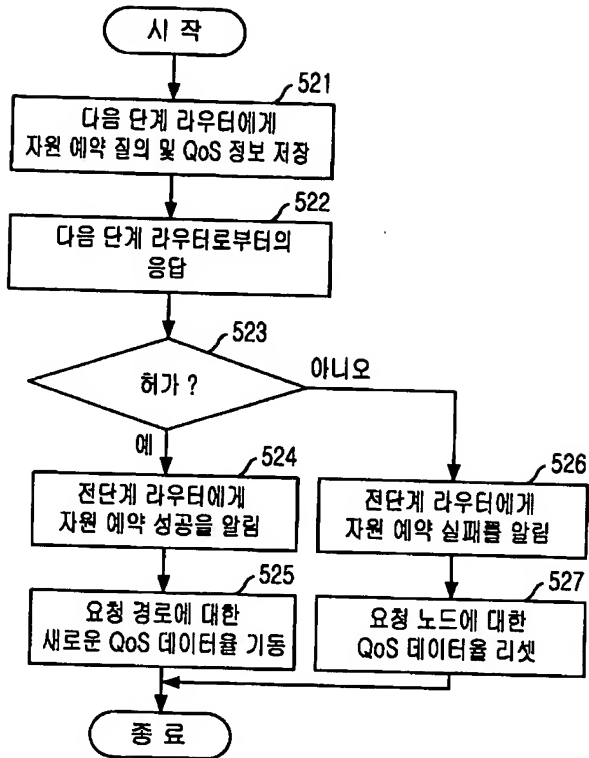 시 작
521
다음 단계 라우터에게
자원 예약 질의 및 QoS 정보 저장
522
다음 단계 라우터로부터의
응답
523
허가 ?
아니오
예
524
전단계 라우터에게
자원 예약 성공을 알림
526
전단계 라우터에게
자원 예약 실패를 알림
525
요청 경로에 대한
새로운 QoS 데이터율 기동
527
요청 노드에 대한
QoS 데이터율 리셋
종 료